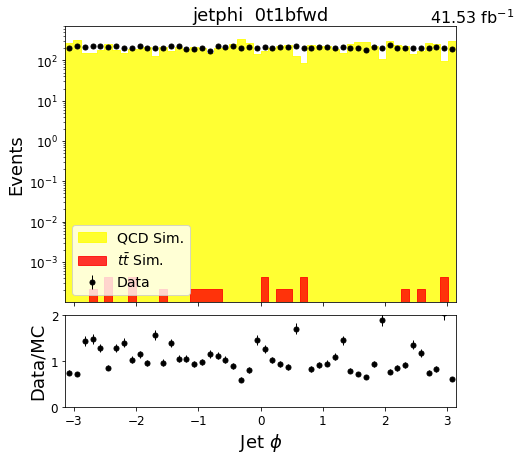 jetphi 0t1bfwd
41.53 fb⁻¹
Events
10²
10¹
10⁰
10⁻¹
10⁻²
10⁻³
QCD Sim.
tt̄ Sim.
Data
Data/MC
2
1
0
−3 −2 −1 0 1 2 3
Jet ϕ